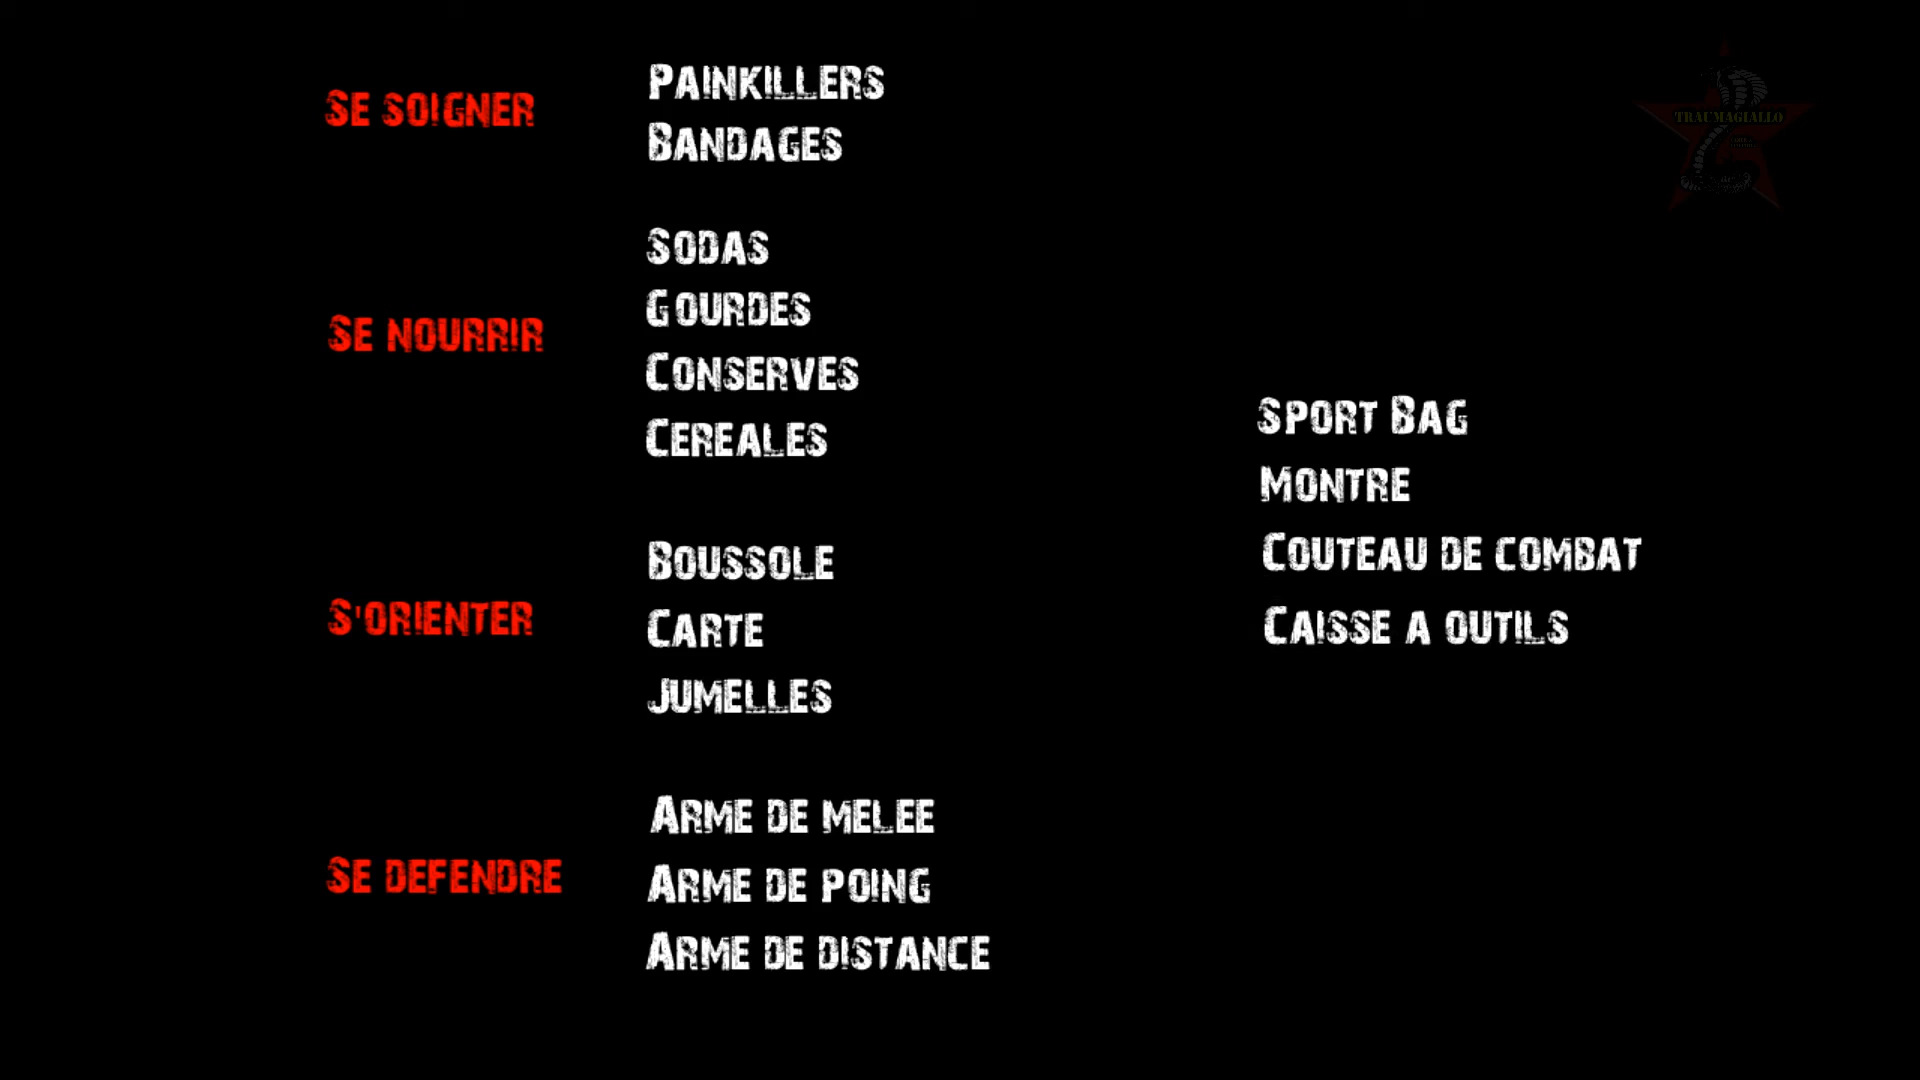 SE SOIGNER
PAINKILLERS
BANDAGES
SE NOURRIR
SODAS
GOURDES
CONSERVES
CEREALES
S'ORIENTER
BOUSSOLE
CARTE
JUMELLES
SE DEFENDRE
ARME DE MELEE
ARME DE POING
ARME DE DISTANCE
SPORT BAG
MONTRE
COUTEAU DE COMBAT
CAISSE A OUTILS
TRAUMAGIALLO